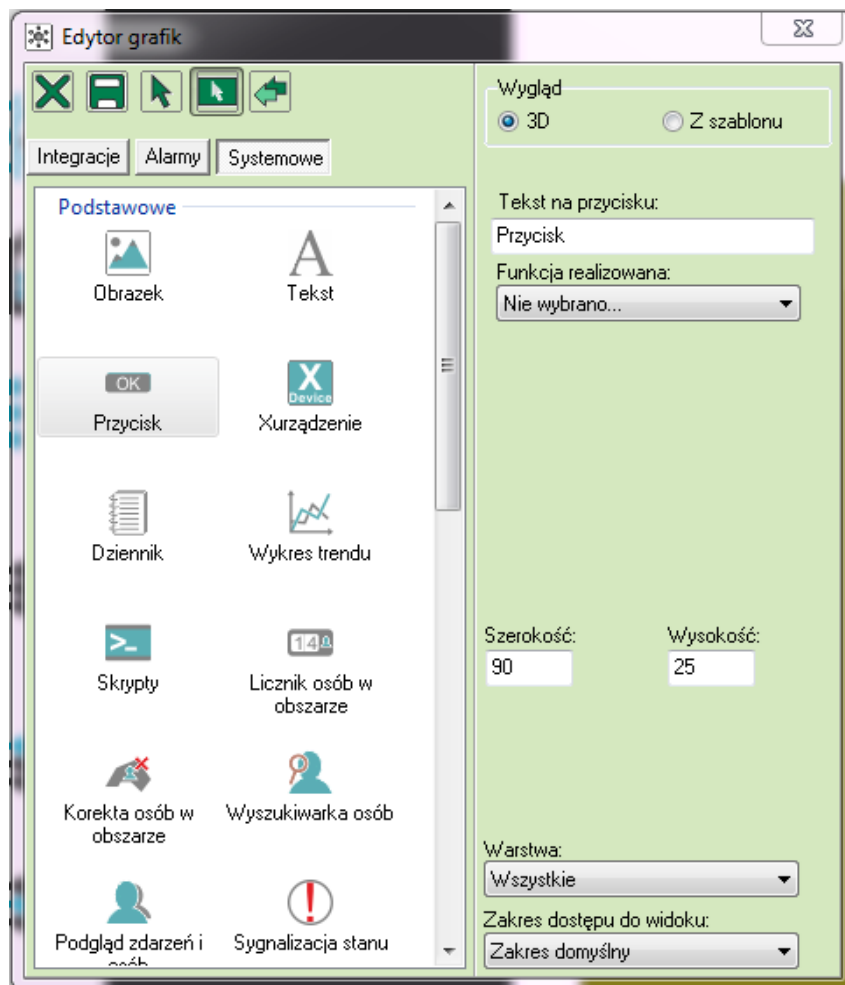 Edytor grafik
Integracje Alarmy Systemowe
Podstawowe
Obrazek Tekst
OK X
Device
Przycisk Xurządzenie
Dziennik Wykres trendu
>_ 14
Skrypty Licznik osób w
obszarze
Korekta osób w Wyszukiwarka osób
obszarze
Podgląd zdarzeń i Sygnalizacja stanu
osób
Wygląd
3D Z szablonu
Tekst na przycisku:
Przycisk
Funkcja realizowana:
Nie wybrano...
Szerokość: Wysokość:
90 25
Warstwa:
Wszystkie
Zakres dostępu do widoku:
Zakres domyślny